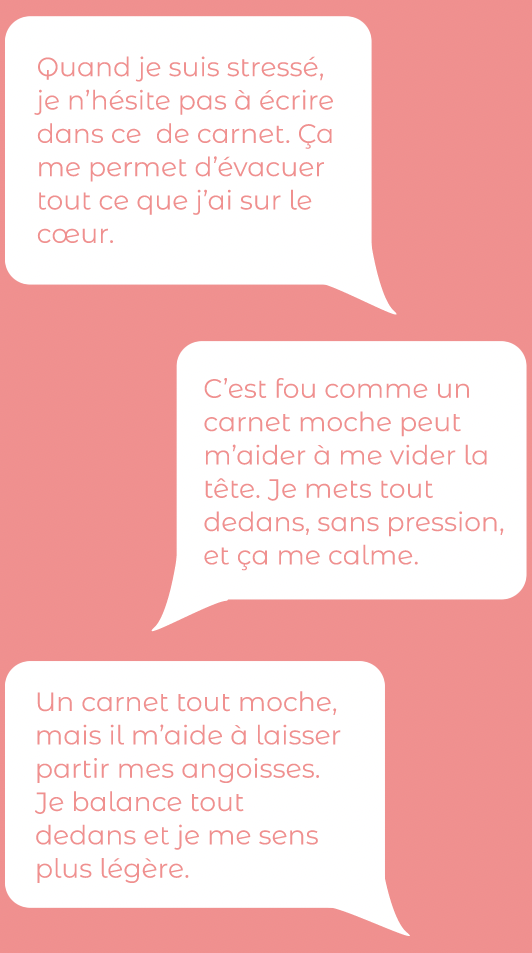 Quand je suis stressé,
je n'hésite pas à écrire
dans ce  de carnet. Ça
me permet d'évacuer
tout ce que j'ai sur le
cœur.
C'est fou comme un
carnet moche peut
m'aider à me vider la
tête. Je mets tout
dedans, sans pression,
et ça me calme.
Un carnet tout moche,
mais il m'aide à laisser
partir mes angoisses.
Je balance tout
dedans et je me sens
plus légère.